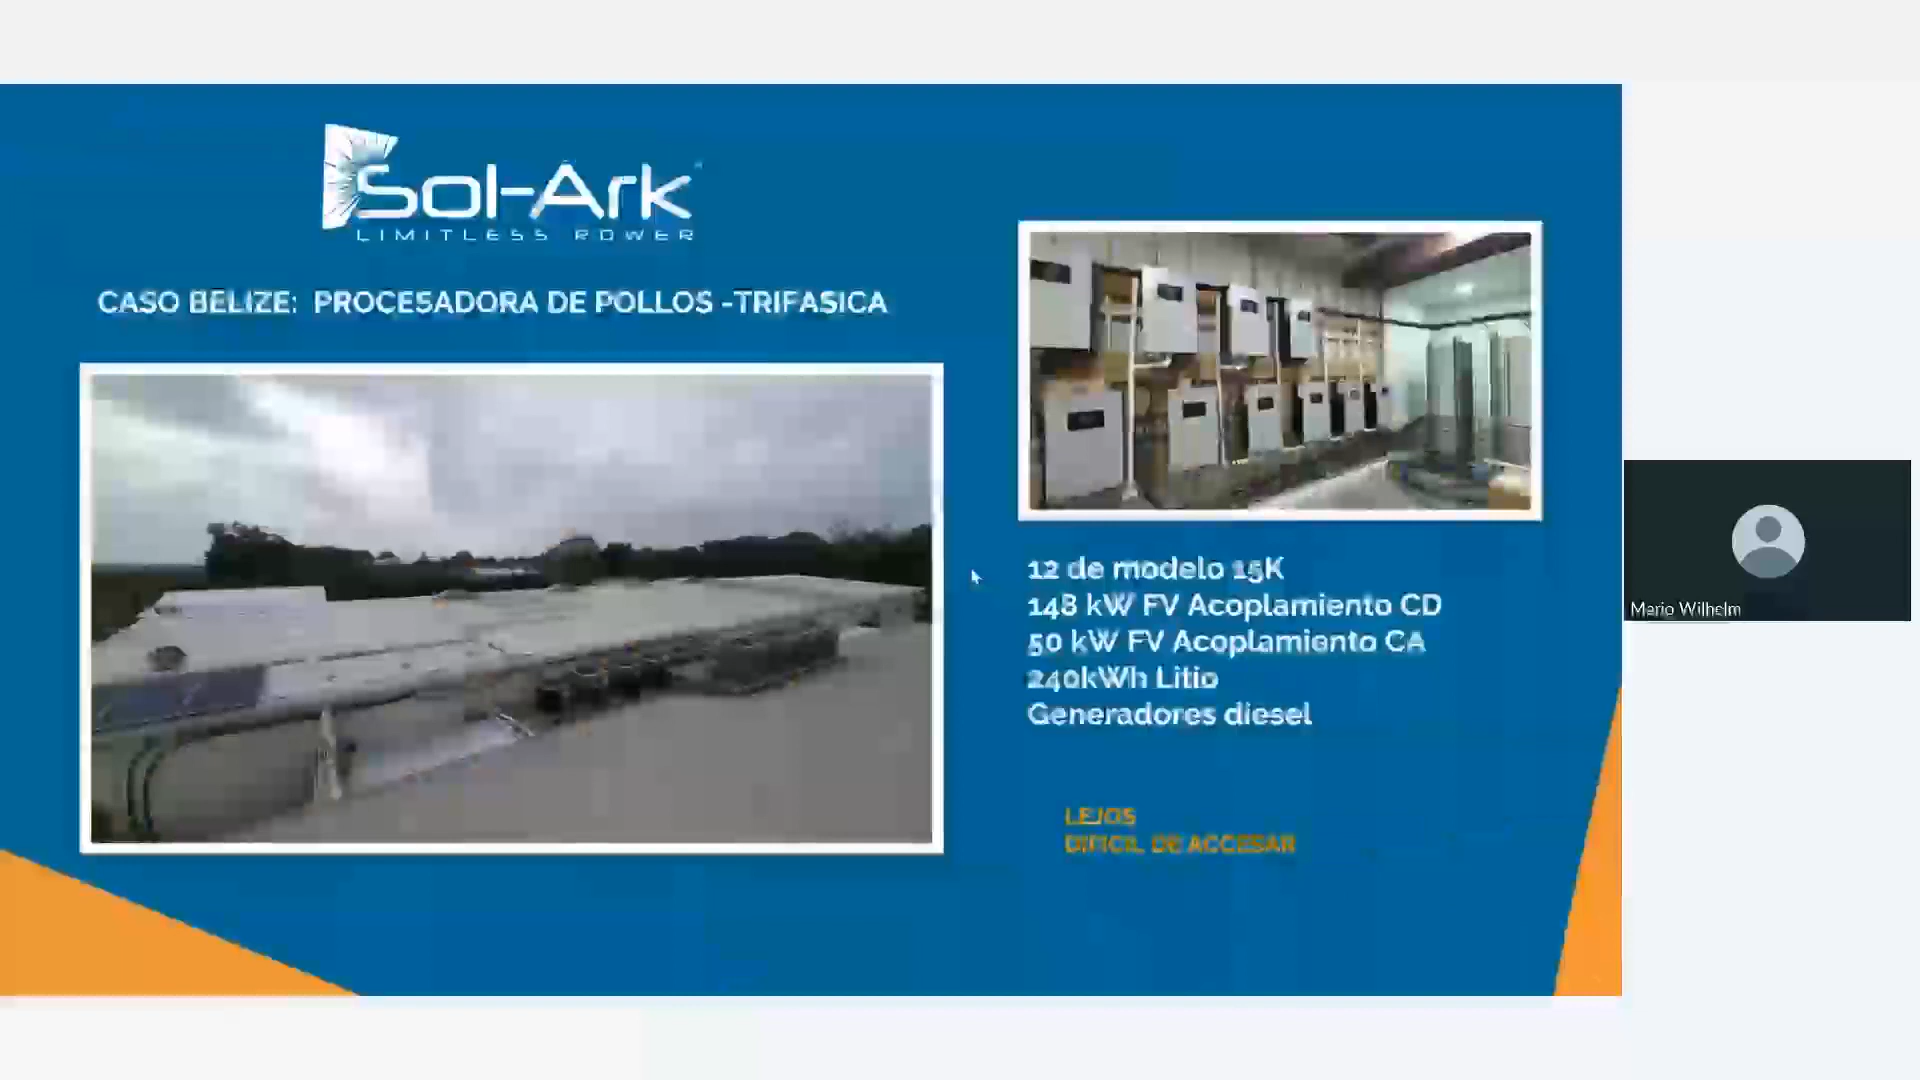 Sol-Ark
LIMITLESS POWER
CASO BELIZE: PROCESADORA DE POLLOS -TRIFASICA
12 de modelo 15K
148 kW FV Acoplamiento CD
50 kW FV Acoplamiento CA
240kWh Litio
Generadores diesel
LEJOS
DIFICIL DE ACCESAR
Mario Wilhelm